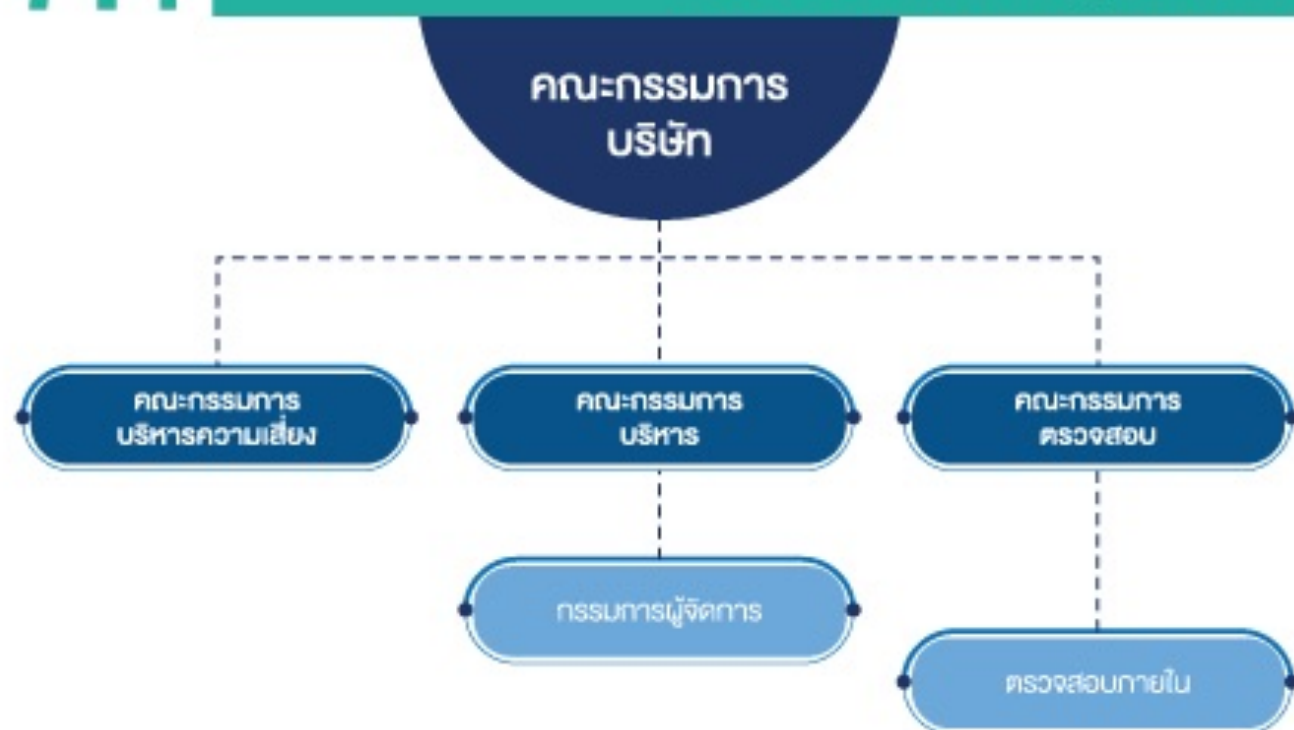 คณะกรรมการ
บริษัท
คณะกรรมการ
บริหารความเสี่ยง
คณะกรรมการ
บริหาร
คณะกรรมการ
ตรวจสอบ
กรรมการผู้จัดการ
ตรวจสอบภายใน